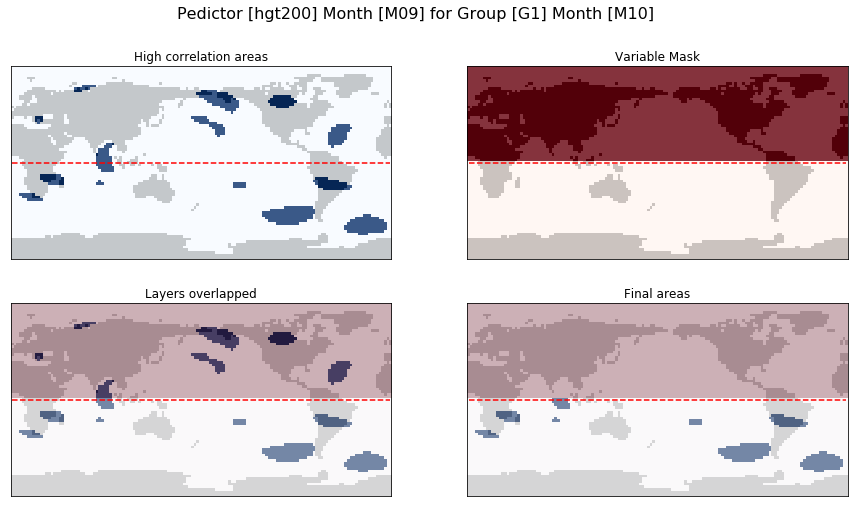 Pedictor [hgt200] Month [M09] for Group [G1] Month [M10]
High correlation areas
Variable Mask
Layers overlapped
Final areas